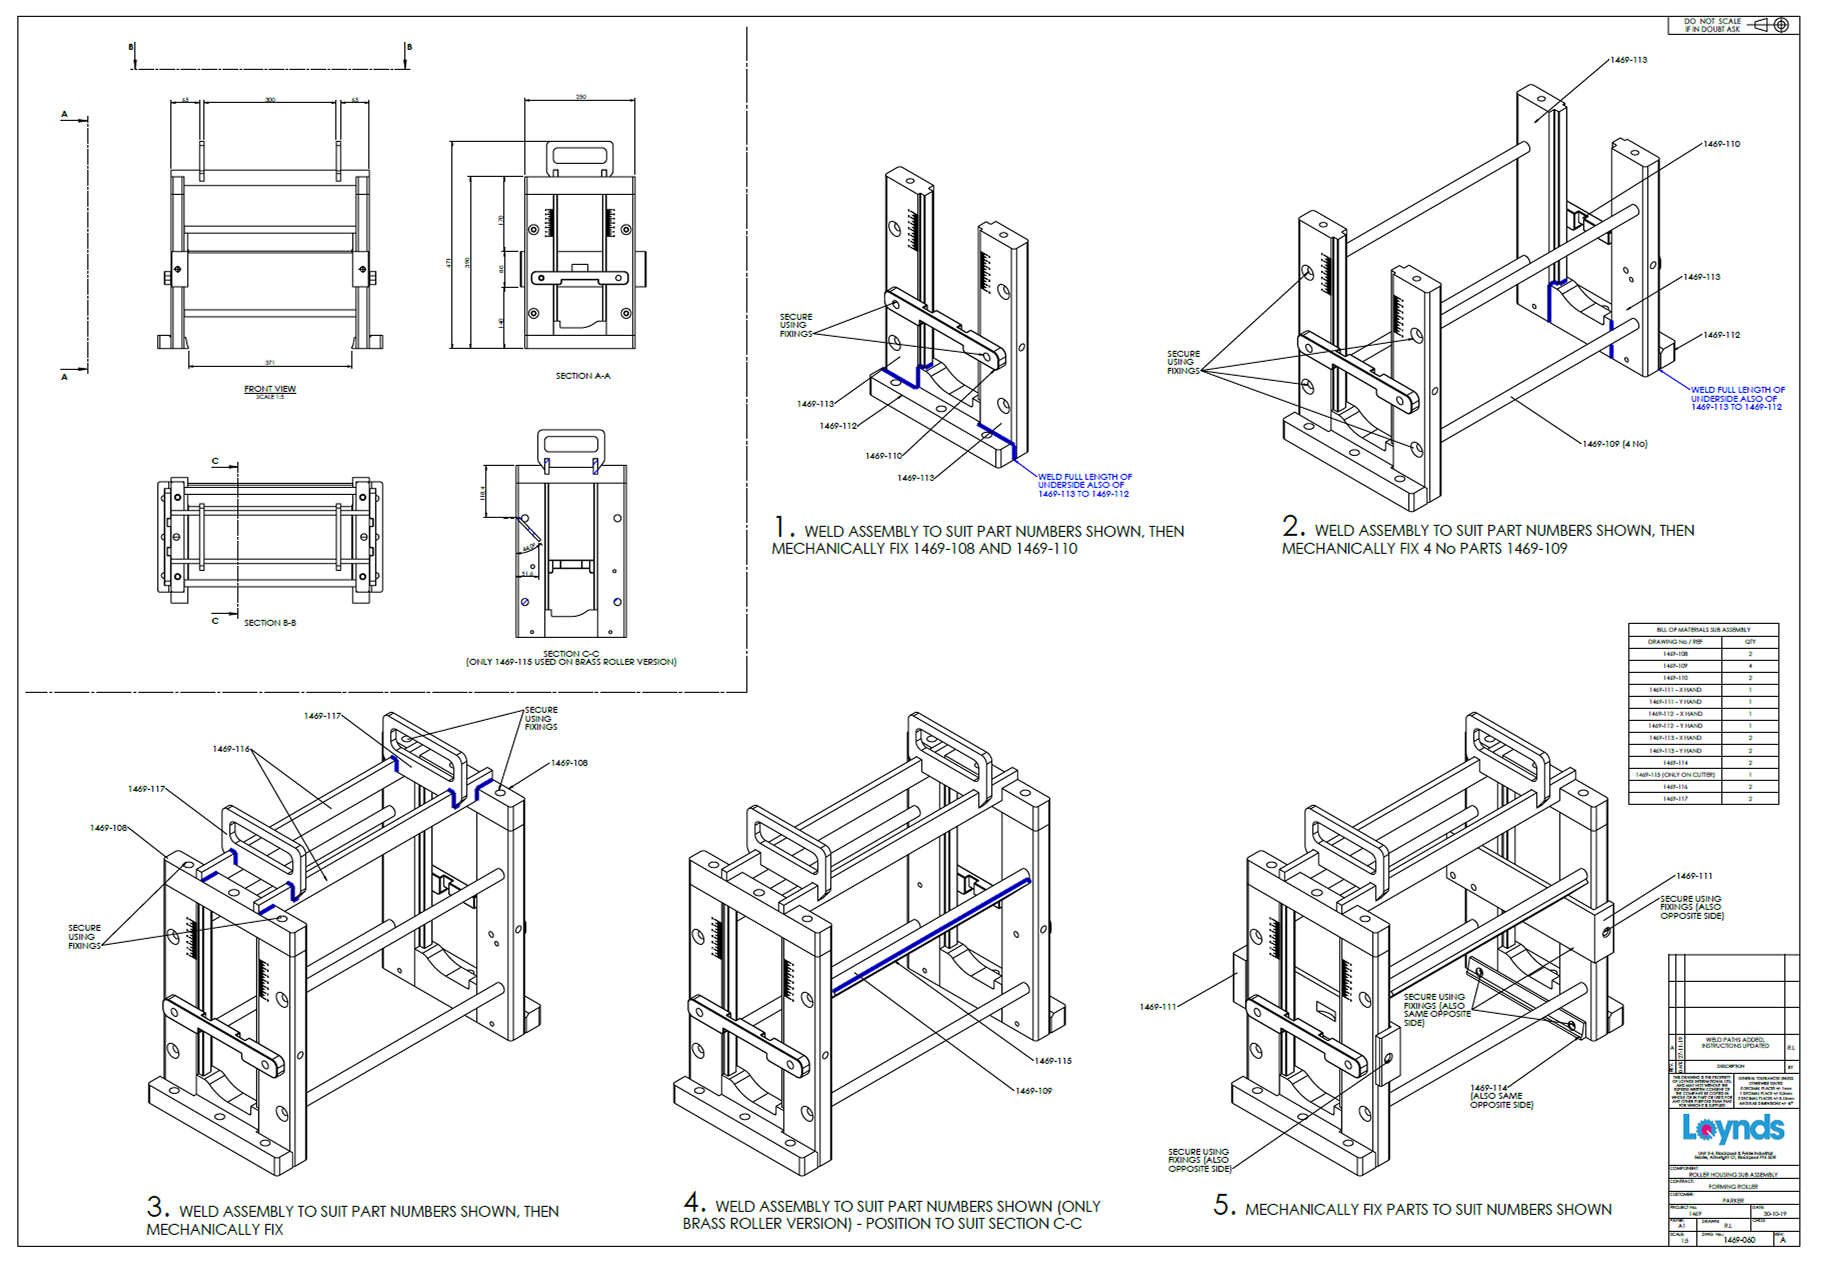 DO NOT SCALE
IF IN DOUBT ASK
B
B
A
A
65
300
65
371
FRONT VIEW
SCALE 1:5
250
471
390
170
80
140
SECTION A-A
C
C
SECTION B-B
118.4
51.6
SECTION C-C
(ONLY 1469-115 USED ON BRASS ROLLER VERSION)
SECURE
USING
FIXINGS
1469-113
1469-112
1469-110
1469-113
WELD FULL LENGTH OF
UNDERSIDE ALSO OF
1469-113 TO 1469-112
1. WELD ASSEMBLY TO SUIT PART NUMBERS SHOWN, THEN
MECHANICALLY FIX 1469-108 AND 1469-110
1469-113
1469-110
1469-113
1469-112
SECURE
USING
FIXINGS
WELD FULL LENGTH OF
UNDERSIDE ALSO OF
1469-113 TO 1469-112
1469-109 (4 No)
2. WELD ASSEMBLY TO SUIT PART NUMBERS SHOWN, THEN
MECHANICALLY FIX 4 No PARTS 1469-109
BILL OF MATERIALS SUB ASSEMBLY
DRAWING No / REF QTY
1469-108 2
1469-109 4
1469-110 2
1469-111 - X HAND 1
1469-111 - Y HAND 1
1469-112 - X HAND 1
1469-112 - Y HAND 1
1469-113 - X HAND 2
1469-113 - Y HAND 2
1469-114 2
1469-115 (ONLY ON CUTTER) 1
1469-116 2
1469-117 2
1469-117
1469-116
1469-117
1469-108
SECURE
USING
FIXINGS
1469-108
SECURE
USING
FIXINGS
3. WELD ASSEMBLY TO SUIT PART NUMBERS SHOWN, THEN
MECHANICALLY FIX
1469-115
1469-109
4. WELD ASSEMBLY TO SUIT PART NUMBERS SHOWN (ONLY
BRASS ROLLER VERSION) - POSITION TO SUIT SECTION C-C
1469-111
SECURE USING
FIXINGS (ALSO
OPPOSITE SIDE)
1469-111
SECURE USING
FIXINGS (ALSO
SAME OPPOSITE
SIDE)
1469-114
(ALSO SAME
OPPOSITE SIDE)
SECURE USING
FIXINGS (ALSO
OPPOSITE SIDE)
5. MECHANICALLY FIX PARTS TO SUIT NUMBERS SHOWN
A 27-11-19 WELD PATHS ADDED, INSTRUCTIONS UPDATED R.L
REV. DATE DESCRIPTION BY
Loynds
COMPONENT:
ROLLER HOUSING SUB ASSEMBLY
CONTRACT:
FORMING ROLLER
CUSTOMER:
PARKER
PROJECT No. 1469 DATE: 30-10-19
A1 DRAWN: R.L
SCALE: 1:5 DWG No.: 1469-060 REV: A